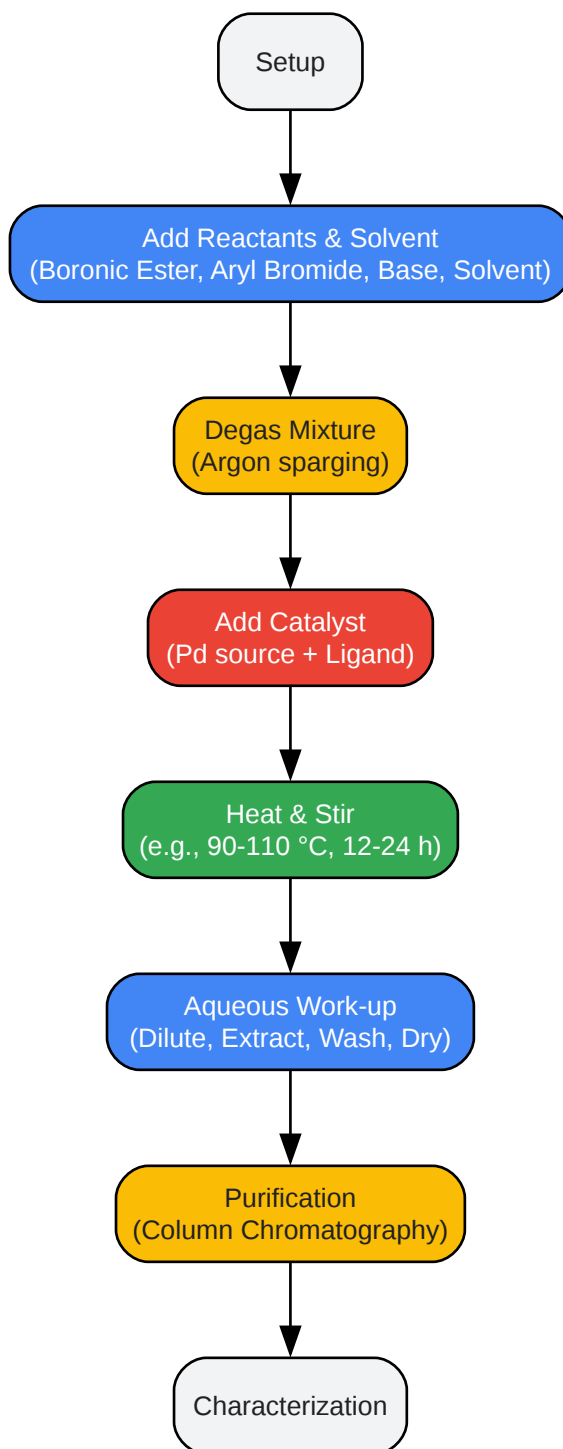 Setup
Add Reactants & Solvent
(Boronic Ester, Aryl Bromide, Base, Solvent)
Degas Mixture
(Argon sparging)
Add Catalyst
(Pd source + Ligand)
Heat & Stir
(e.g., 90-110 °C, 12-24 h)
Aqueous Work-up
(Dilute, Extract, Wash, Dry)
Purification
(Column Chromatography)
Characterization